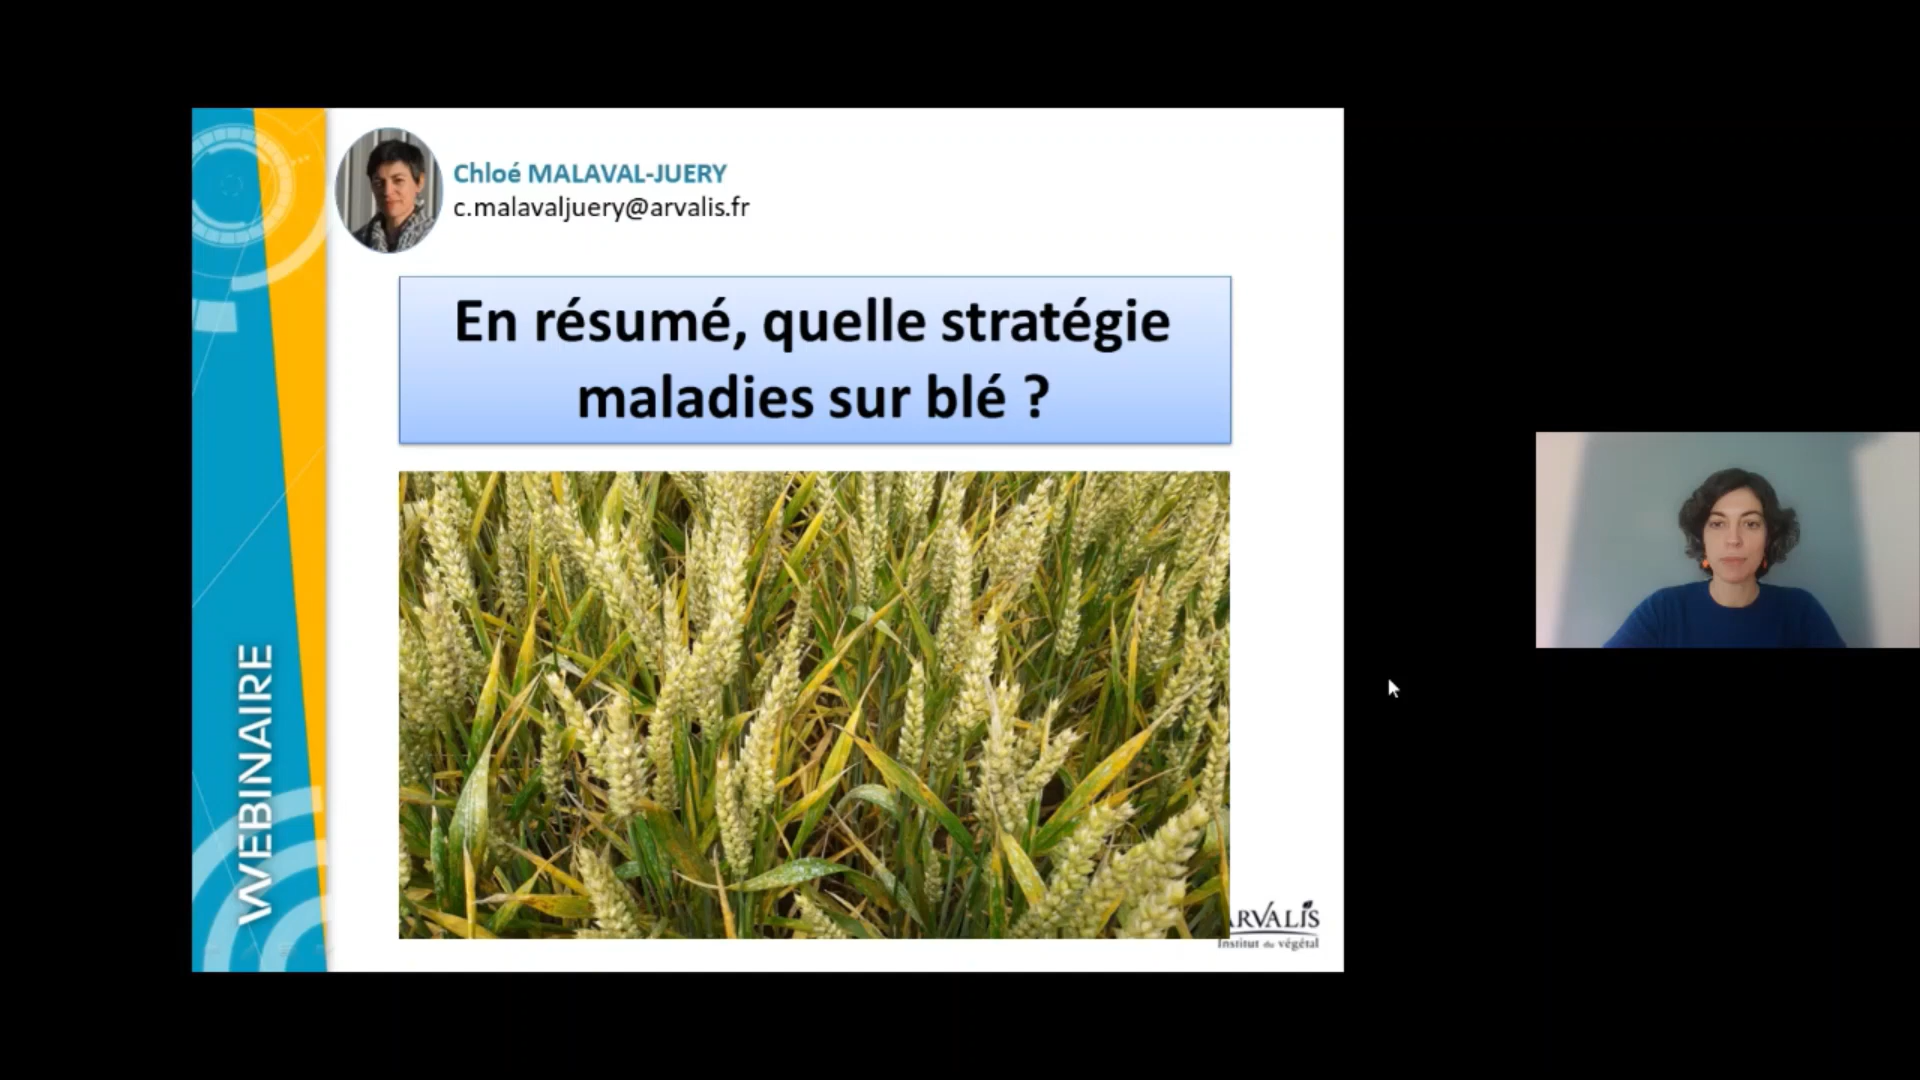 Chloé MALAVAL-JUERY
c.malavaljuery@arvalis.fr
En résumé, quelle stratégie
maladies sur blé ?
WEBINAIRE
ARVALIS
Institut du végétal